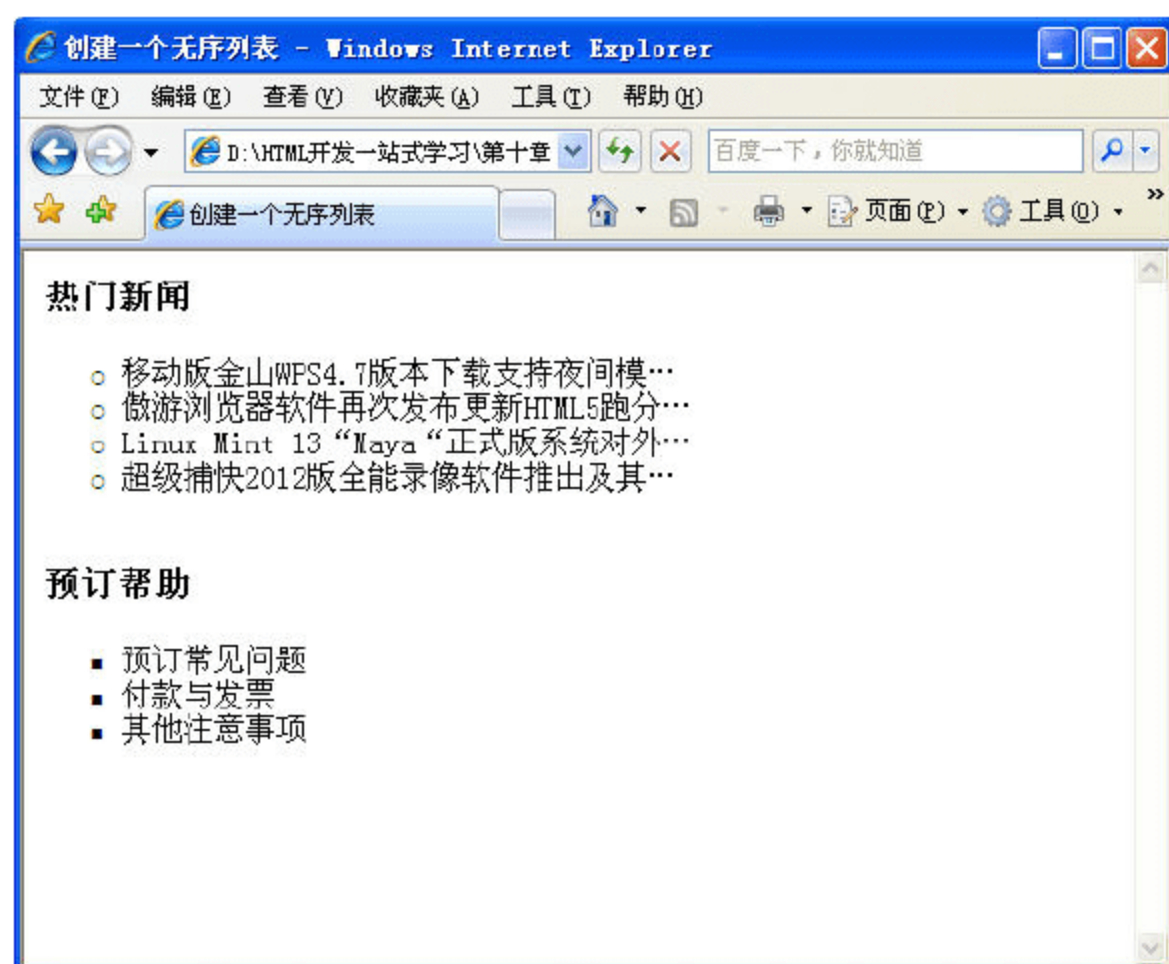 创建一个无序列表 - Windows Internet Explorer
文件(F) 编辑(E) 查看(V) 收藏夹(A) 工具(T) 帮助(H)
D:\HTML开发一站式学习\第十章 百度一下，你就知道
创建一个无序列表 页面(P) 工具(O) »
热门新闻
移动版金山WPS4.7版本下载支持夜间模…
傲游浏览器软件再次发布更新HTML5跑分…
Linux Mint 13“Maya“正式版系统对外…
超级捕快2012版全能录像软件推出及其…
预订帮助
预订常见问题
付款与发票
其他注意事项